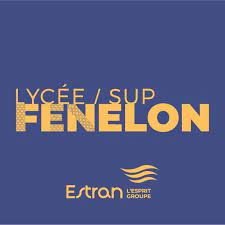 LYCÉE / SUP
FENELON
Estran L'ESPRIT
GROUPE